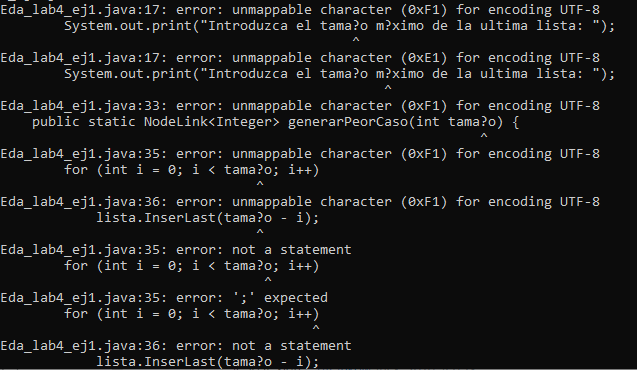 Eda_lab4_ej1.java:17: error: unmappable character (0xF1) for encoding UTF-8
        System.out.print("Introduzca el tama?o m?ximo de la ultima lista: ");
                                            ^
Eda_lab4_ej1.java:17: error: unmappable character (0xE1) for encoding UTF-8
        System.out.print("Introduzca el tama?o m?ximo de la ultima lista: ");
                                                ^
Eda_lab4_ej1.java:33: error: unmappable character (0xF1) for encoding UTF-8
    public static NodeLink<Integer> generarPeorCaso(int tama?o) {
                                                            ^
Eda_lab4_ej1.java:35: error: unmappable character (0xF1) for encoding UTF-8
        for (int i = 0; i < tama?o; i++)
                                ^
Eda_lab4_ej1.java:36: error: unmappable character (0xF1) for encoding UTF-8
            lista.InserLast(tama?o - i);
                                ^
Eda_lab4_ej1.java:35: error: not a statement
        for (int i = 0; i < tama?o; i++)
                                 ^
Eda_lab4_ej1.java:35: error: ';' expected
        for (int i = 0; i < tama?o; i++)
                                       ^
Eda_lab4_ej1.java:36: error: not a statement
            lista.InserLast(tama?o - i);